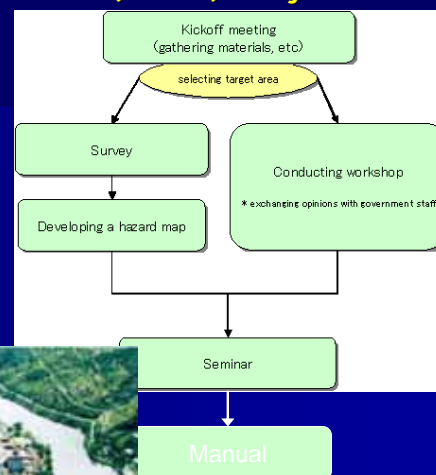 Kickoff meeting
(gathering materials, etc)
selecting target area
Survey
Conducting workshop
* exchanging opinions with government staff
Developing a hazard map
Seminar
Manual